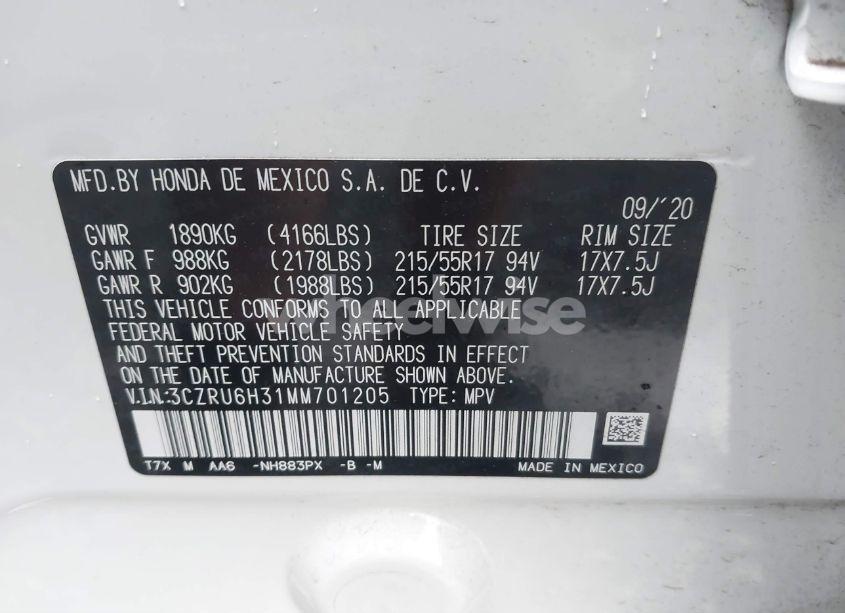 MFD.BY HONDA DE MEXICO S.A. DE C.V.
09/'20
GVWR 1890KG (4166LBS) TIRE SIZE RIM SIZE
GAWR F 988KG (2178LBS) 215/55R17 94V 17X7.5J
GAWR R 902KG (1988LBS) 215/55R17 94V 17X7.5J
THIS VEHICLE CONFORMS TO ALL APPLICABLE
FEDERAL MOTOR VEHICLE SAFETY
AND THEFT PREVENTION STANDARDS IN EFFECT
ON THE DATE OF MANUFACTURE SHOWN ABOVE.
V.I.N:3CZRU6H31MM701205 TYPE: MPV
T7X M AA6 -NH883PX -B -M
MADE IN MEXICO